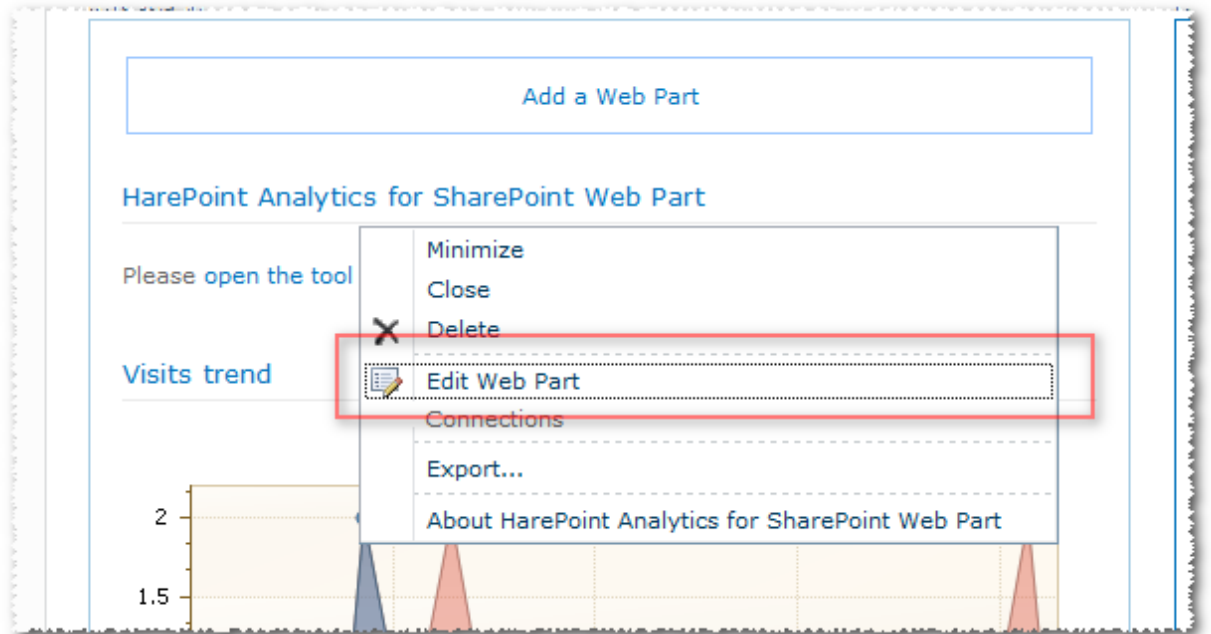 Add a Web Part
HarePoint Analytics for SharePoint Web Part
Minimize
Please open the tool
Close
Delete
Visits trend
Edit Web Part
Connections
Export...
2
About HarePoint Analytics for SharePoint Web Part
1.5